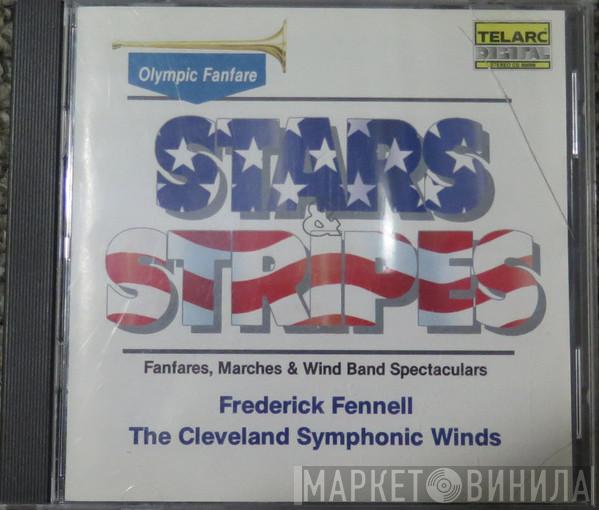 Olympic Fanfare
TELARC
DIGITAL
STARS
&
STRIPES
Fanfares, Marches & Wind Band Spectaculars
Frederick Fennell
The Cleveland Symphonic Winds
МАРКЕТ ВИНИЛА